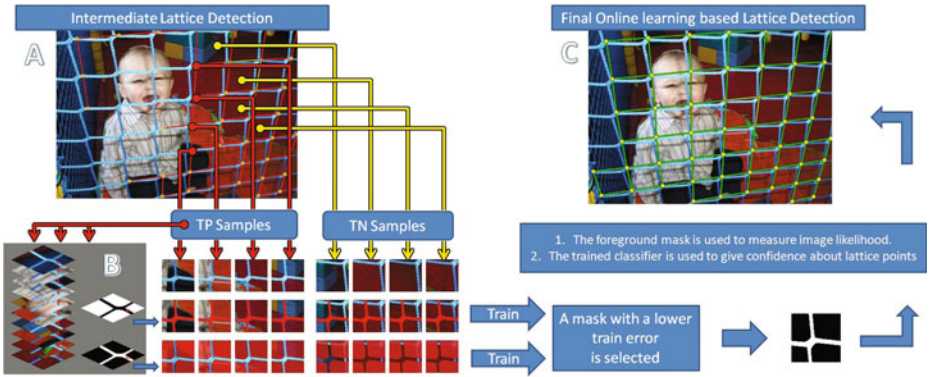 Intermediate Lattice Detection
Final Online learning based Lattice Detection
A
C
TP Samples
TN Samples
B
1. The foreground mask is used to measure image likelihood.
2. The trained classifier is used to give confidence about lattice points
Train
Train
A mask with a lower
train error
is selected